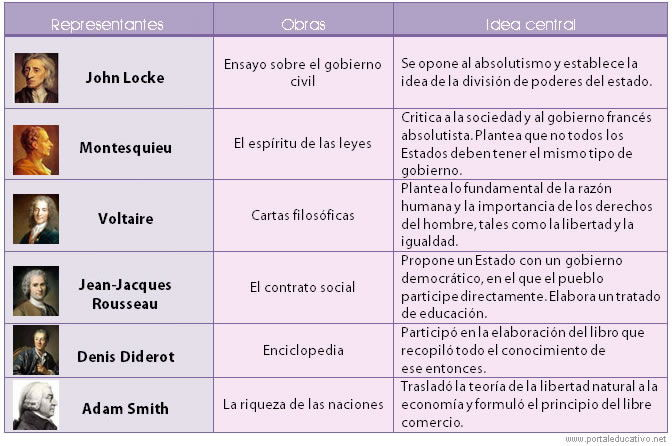 Representantes Obras Idea central
John Locke
Ensayo sobre el gobierno
civil
Se opone al absolutismo y establece la
idea de la división de poderes del estado.
Montesquieu
El espíritu de las leyes
Critica a la sociedad y al gobierno francés
absolutista. Plantea que no todos los
Estados deben tener el mismo tipo de
gobierno.
Voltaire
Cartas filosóficas
Plantea lo fundamental de la razón
humana y la importancia de los derechos
del hombre, tales como la libertad y la
igualdad.
Jean-Jacques
Rousseau
El contrato social
Propone un Estado con un gobierno
democrático, en el que el pueblo
participe directamente. Elabora un tratado
de educación.
Denis Diderot
Enciclopedia
Participó en la elaboración del libro que
recopiló todo el conocimiento de
ese entonces.
Adam Smith
La riqueza de las naciones
Trasladó la teoría de la libertad natural a la
economía y formuló el principio del libre
comercio.
www.portaleducativo.net